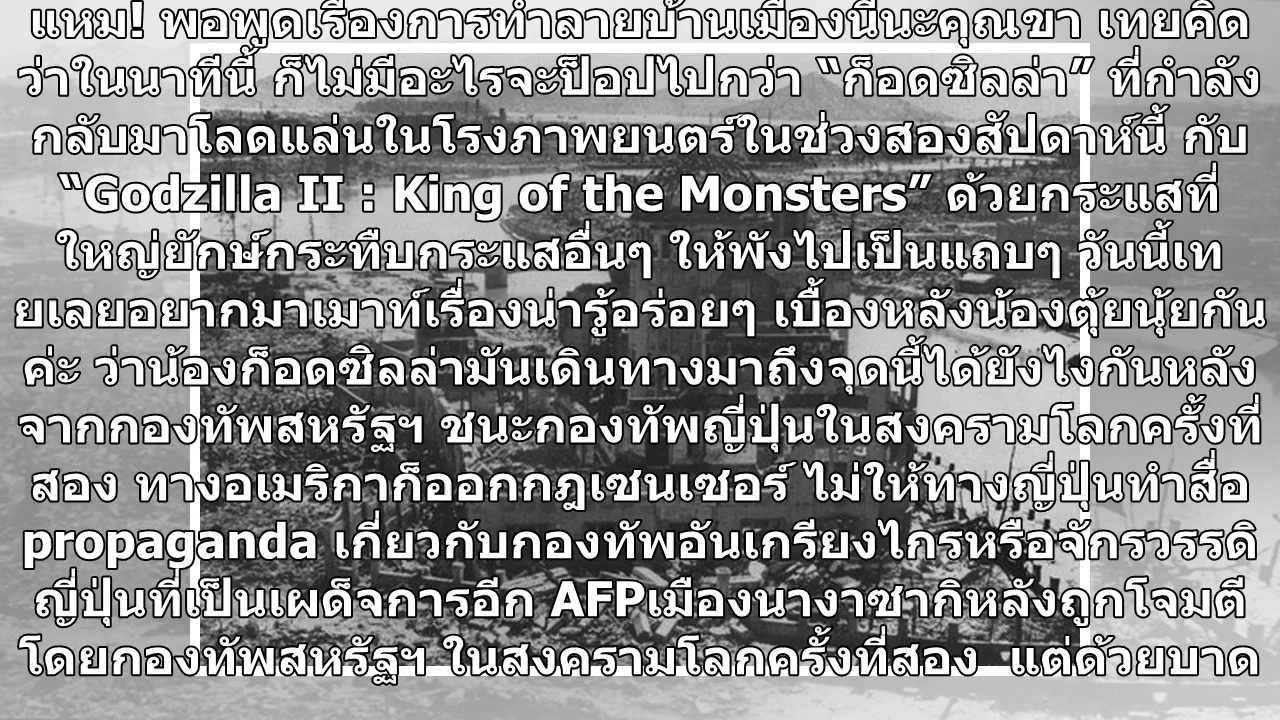 แหม! พอพูดเรื่องการทำลายบ้านเมืองนี่นะคุณขา เทยคิด
ว่าในนาทีนี้ ก็ไม่มีอะไรจะป็อปไปกว่า “ก็อดซิลล่า” ที่กำลัง
กลับมาโลดแล่นในโรงภาพยนตร์ในช่วงสองสัปดาห์นี้ กับ
“Godzilla II : King of the Monsters” ด้วยกระแสที่
ใหญ่ยักษ์กระทืบกระแสอื่นๆ ให้พังไปเป็นแถบๆ วันนี้เท
ยเลยอยากมาเมาท์เรื่องน่ารู้อร่อยๆ เบื้องหลังน้องตุ้ยนุ้ยกัน
ค่ะ ว่าน้องก็อดซิลล่ามันเดินทางมาถึงจุดนี้ได้ยังไงกันหลัง
จากกองทัพสหรัฐฯ ชนะกองทัพญี่ปุ่นในสงครามโลกครั้งที่
สอง ทางอเมริกาก็ออกกฎเซนเซอร์ ไม่ให้ทางญี่ปุ่นทำสื่อ
propaganda เกี่ยวกับกองทัพอันเกรียงไกรหรือจักรวรรดิ
ญี่ปุ่นที่เป็นเผด็จการอีก AFPเมืองนางาซากิหลังถูกโจมตี
โดยกองทัพสหรัฐฯ ในสงครามโลกครั้งที่สอง แต่ด้วยบาด